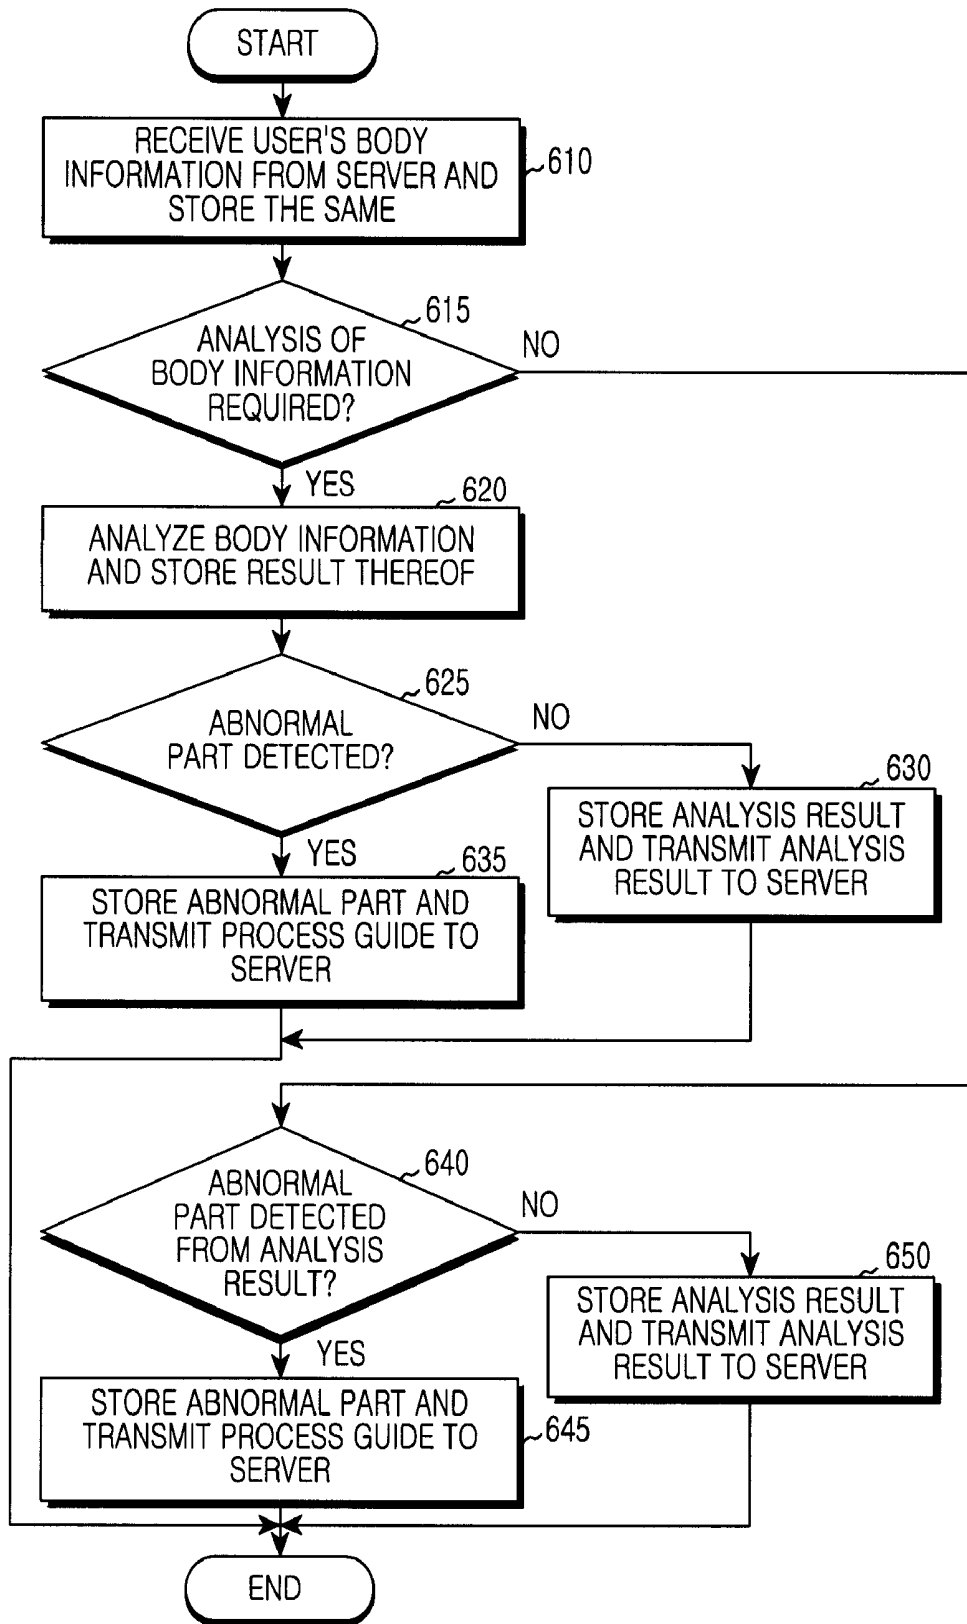 START
RECEIVE USER'S BODY
INFORMATION FROM SERVER AND
STORE THE SAME
610
615
ANALYSIS OF
BODY INFORMATION
REQUIRED?
NO
YES
620
ANALYZE BODY INFORMATION
AND STORE RESULT THEREOF
625
ABNORMAL
PART DETECTED?
NO
YES
630
STORE ANALYSIS RESULT
AND TRANSMIT ANALYSIS
RESULT TO SERVER
635
STORE ABNORMAL PART AND
TRANSMIT PROCESS GUIDE TO
SERVER
640
ABNORMAL
PART DETECTED
FROM ANALYSIS
RESULT?
NO
YES
650
STORE ANALYSIS RESULT
AND TRANSMIT ANALYSIS
RESULT TO SERVER
STORE ABNORMAL PART AND
TRANSMIT PROCESS GUIDE TO
SERVER
645
END